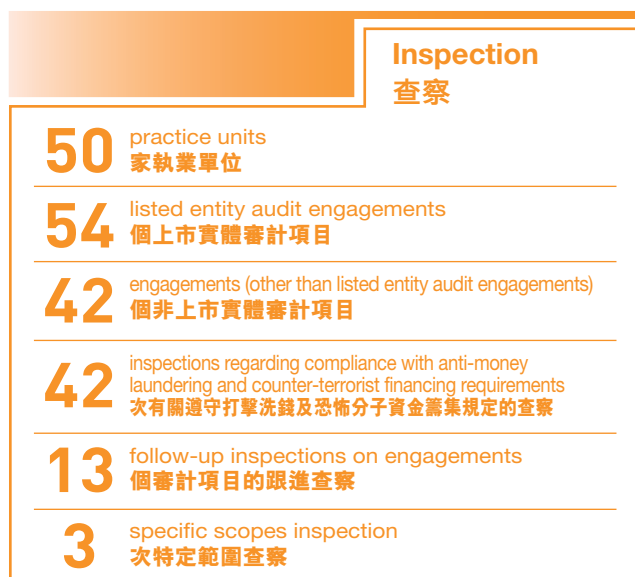 Inspection
查察
50 practice units
家執業單位
54 listed entity audit engagements
個上市實體審計項目
42 engagements (other than listed entity audit engagements)
個非上市實體審計項目
42 inspections regarding compliance with anti-money
laundering and counter-terrorist financing requirements
次有關遵守打擊洗錢及恐怖分子資金籌集規定的查察
13 follow-up inspections on engagements
個審計項目的跟進查察
3 specific scopes inspection
次特定範圍查察